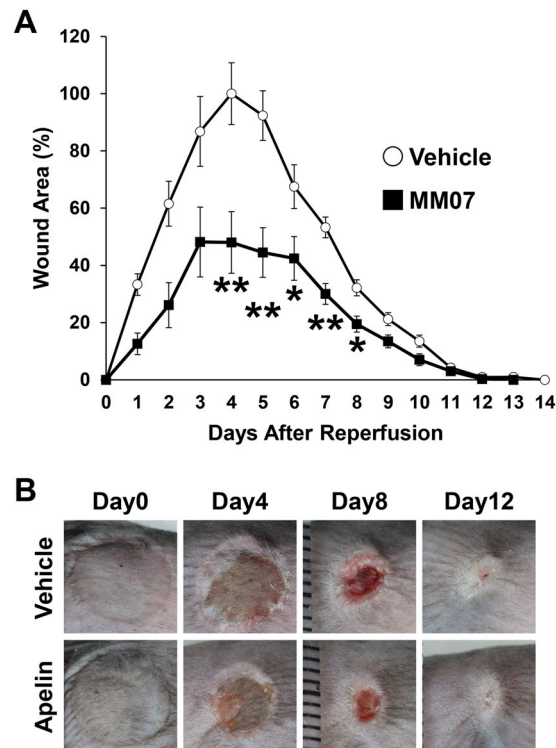 A
120
100
80
60
40
20
0
Wound Area (%)
Vehicle
MM07
**
**
*
**
*
0 1 2 3 4 5 6 7 8 9 10 11 12 13 14
Days After Reperfusion
B
Day0 Day4 Day8 Day12
Vehicle
Apelin